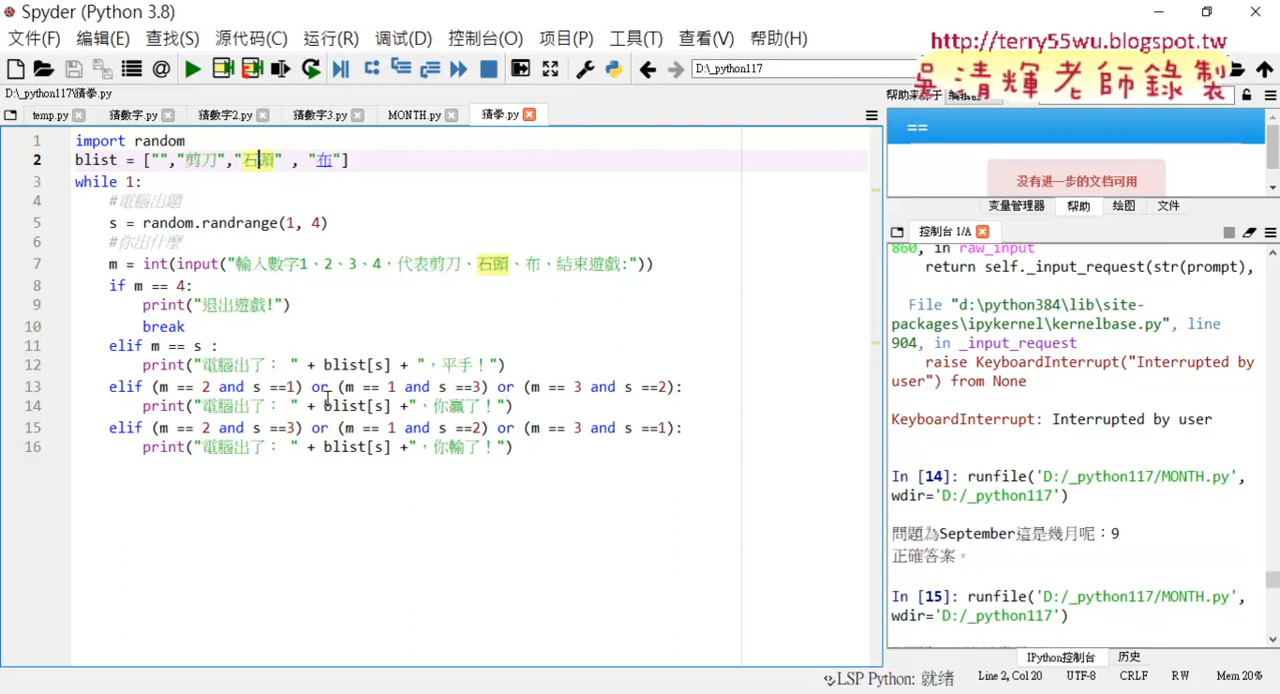 Spyder (Python 3.8)
文件(F) 编辑(E) 查找(S) 源代码(C) 运行(R) 调试(D) 控制台(O) 项目(P) 工具(T) 查看(V) 帮助(H)
http://terry55wu.blogspot.tw
吳清輝老師錄製
D:\_python117
D:\_python117\猜拳.py
帮助来源于
temp.py 猜數字.py 猜數字2.py 猜數字3.py MONTH.py 猜拳.py
1 import random
2 blist = ["","剪刀","石頭" , "布"]
3 while 1:
4 #電腦出題
5 s = random.randrange(1, 4)
6 #你出什麼
7 m = int(input("輸入數字1、2、3、4，代表剪刀、石頭、布、結束遊戲:"))
8 if m == 4:
9 print("退出遊戲!")
10 break
11 elif m == s :
12 print("電腦出了： " + blist[s] + "，平手！")
13 elif (m == 2 and s ==1) or (m == 1 and s ==3) or (m == 3 and s ==2):
14 print("電腦出了： " + blist[s] +"，你贏了！")
15 elif (m == 2 and s ==3) or (m == 1 and s ==2) or (m == 3 and s ==1):
16 print("電腦出了： " + blist[s] +"，你輸了！")
==
没有进一步的文档可用
变量管理器 帮助 绘图 文件
控制台 1/A
860, in raw_input
return self._input_request(str(prompt),
File "d:\python384\lib\site-
packages\ipykernel\kernelbase.py", line
904, in _input_request
raise KeyboardInterrupt("Interrupted by
user") from None
KeyboardInterrupt: Interrupted by user
In [14]: runfile('D:/_python117/MONTH.py',
wdir='D:/_python117')
問題為September這是幾月呢：9
正確答案。
In [15]: runfile('D:/_python117/MONTH.py',
wdir='D:/_python117')
IPython控制台 历史
LSP Python: 就绪 Line 2, Col 20 UTF-8 CRLF RW Mem 20%